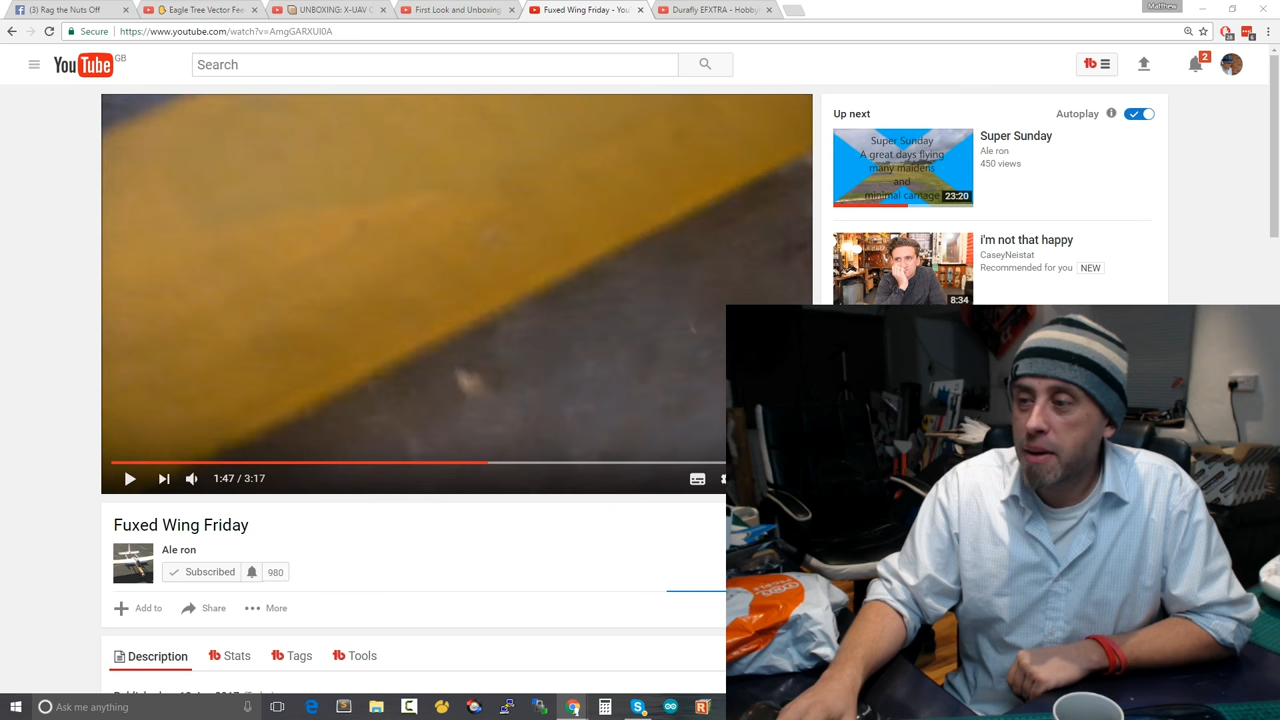 (3) Rag the Nuts Off
Eagle Tree Vector Fee
UNBOXING: X-UAV C
First Look and Unboxing
Fuxed Wing Friday - You
Durafly EFXTRA - Hobby
Matthew
Secure
https://www.youtube.com/watch?v=AmgGARXUI0A
YouTube GB
Search
2
Up next
Autoplay
Super Sunday
A great days flying
many maidens
and
minimal carnage
23:20
Super Sunday
Ale ron
450 views
8:34
i'm not that happy
CaseyNeistat
Recommended for you NEW
1:47 / 3:17
Fuxed Wing Friday
Ale ron
Subscribed 980
Add to Share More
Description Stats Tags Tools
Ask me anything